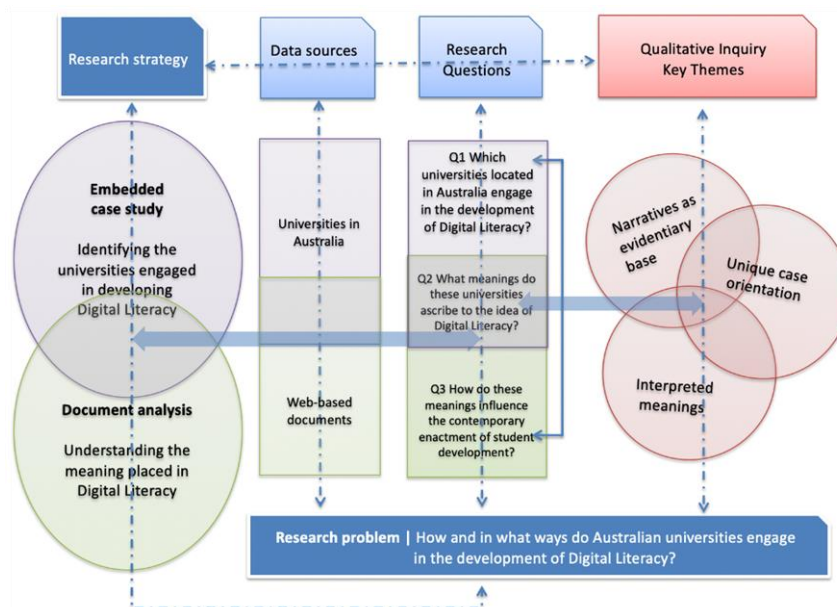 Research strategy
Data sources
Research
Questions
Qualitative Inquiry
Key Themes
Embedded
case study
Identifying the
universities engaged
in developing
Digital Literacy
Document analysis
Understanding the
meaning placed in
Digital Literacy
Universities in
Australia
Web-based
documents
Q1 Which
universities located
in Australia engage
in the development
of Digital Literacy?
Q2 What meanings do
these universities
ascribe to the idea of
Digital Literacy?
Q3 How do these
meanings influence
the contemporary
enactment of student
development?
Narratives as
evidentiary
base
Unique case
orientation
Interpreted
meanings
Research problem | How and in what ways do Australian universities engage
in the development of Digital Literacy?